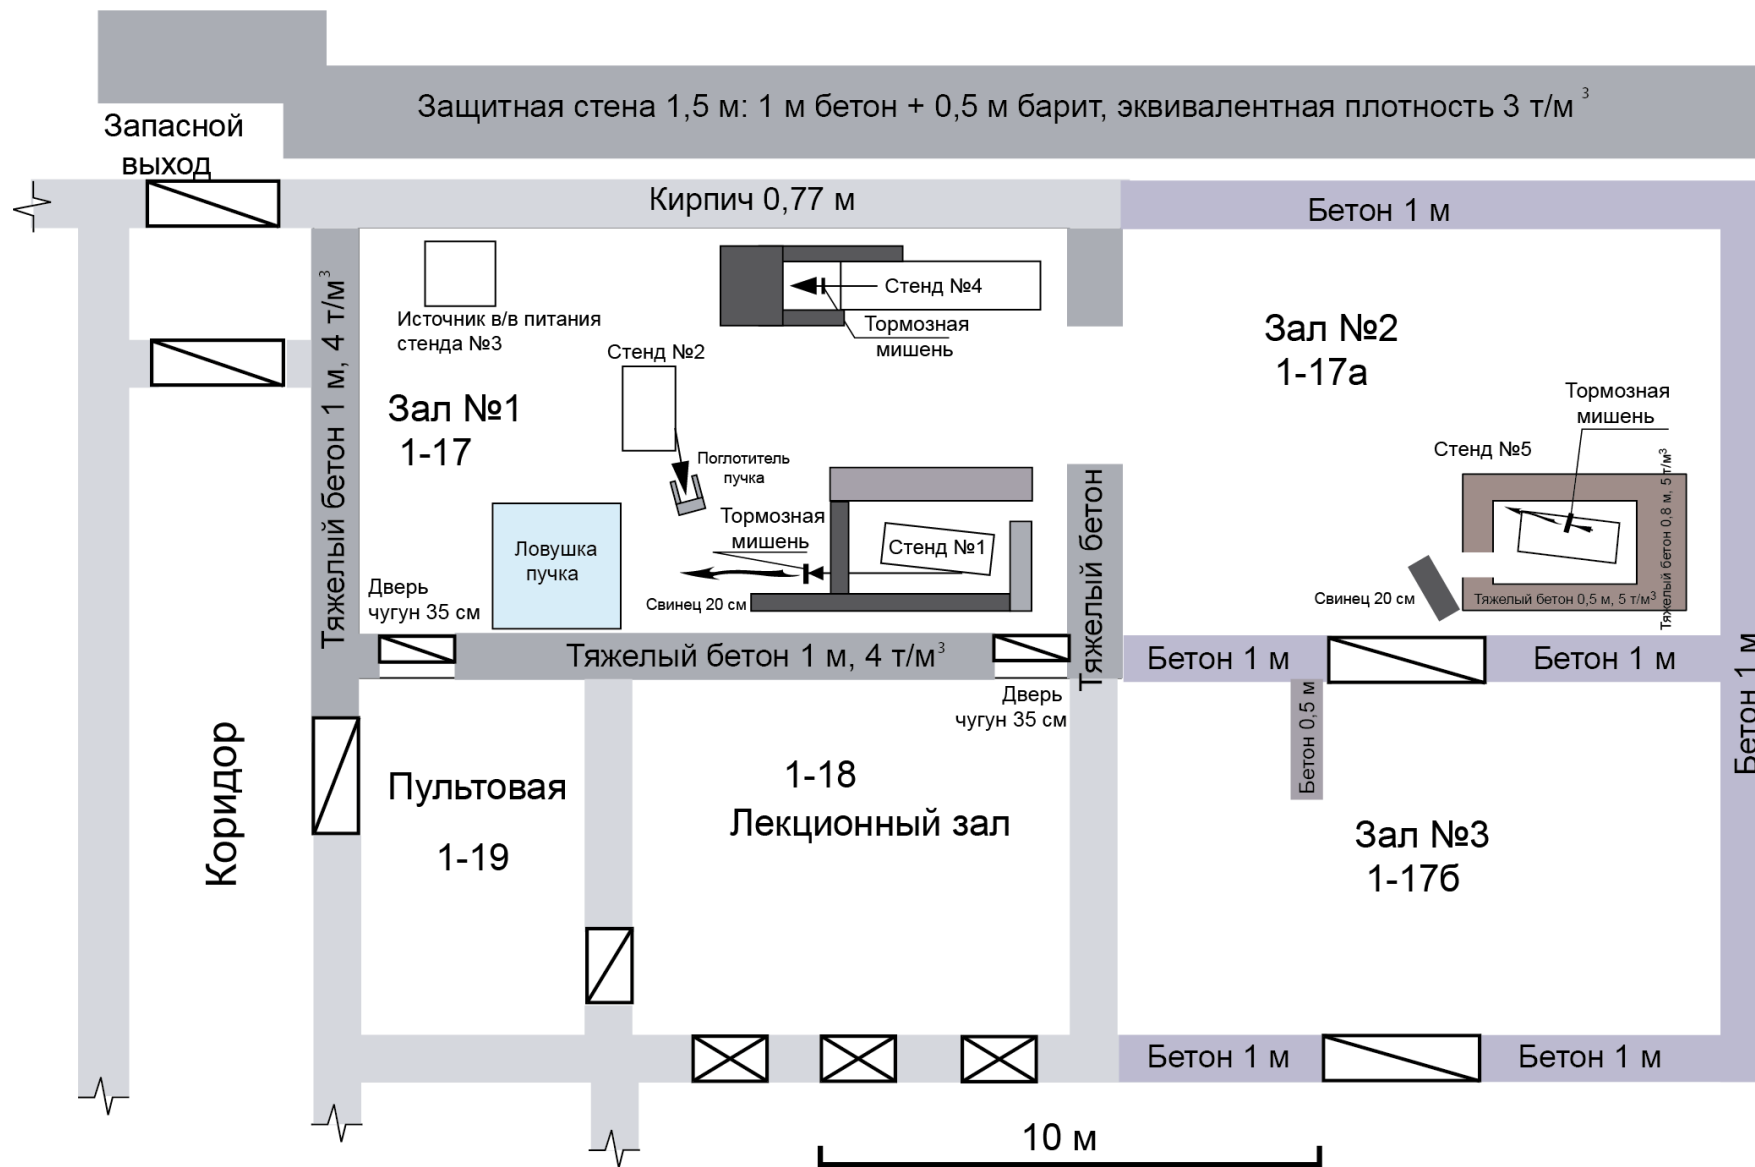 Защитная стена 1,5 м: 1 м бетон + 0,5 м барит, эквивалентная плотность 3 т/м³
Запасной
выход
Кирпич 0,77 м
Бетон 1 м
Тяжелый бетон 1 м, 4 т/м³
Источник в/в питания
стенда №3
Стенд №4
Тормозная
мишень
Стенд №2
Зал №1
1-17
Поглотитель
пучка
Тормозная
мишень
Стенд №1
Ловушка
пучка
Свинец 20 см
Дверь
чугун 35 см
Тяжелый бетон
Зал №2
1-17а
Тормозная
мишень
Стенд №5
Тяжелый бетон 0,8 м, 5 т/м³
Свинец 20 см
Тяжелый бетон 0,5 м, 5 т/м³
Тяжелый бетон 1 м, 4 т/м³
Бетон 1 м
Бетон 1 м
Бетон 1 м
Дверь
чугун 35 см
Бетон 0,5 м
Коридор
Пультовая
1-19
1-18
Лекционный зал
Зал №3
1-17б
Бетон 1 м
Бетон 1 м
10 м